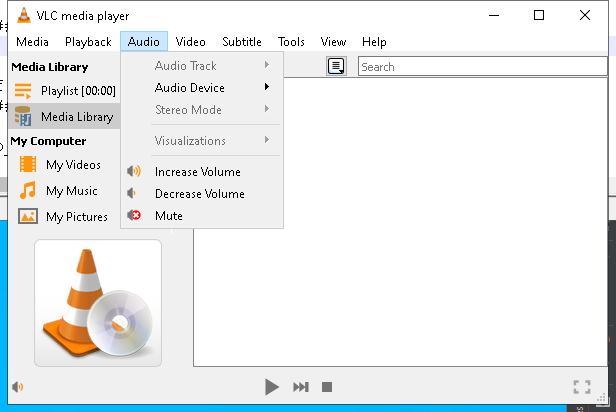 VLC media player
Media Playback Audio Video Subtitle Tools View Help
Media Library
Playlist [00:00]
Media Library
My Computer
My Videos
My Music
My Pictures
Audio Track
Audio Device
Stereo Mode
Visualizations
Increase Volume
Decrease Volume
Mute
Search